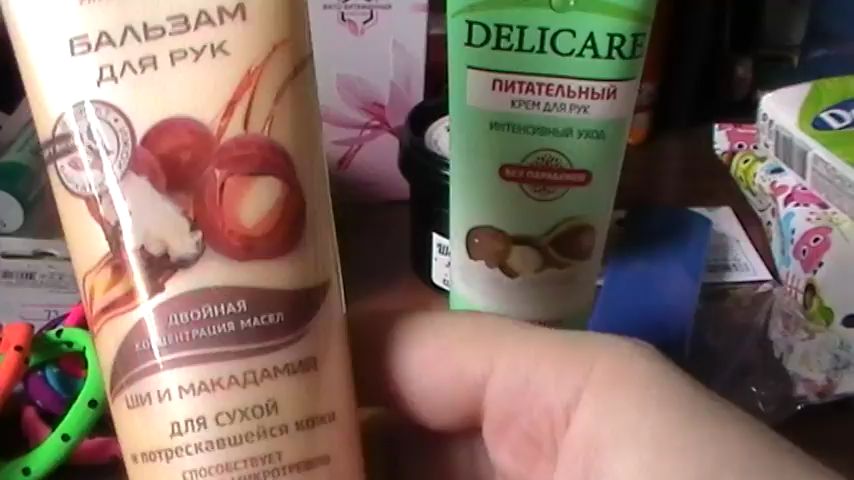 БАЛЬЗАМ
ДЛЯ РУК
ДВОЙНАЯ
КОНЦЕНТРАЦИЯ МАСЕЛ
ШИ И МАКАДАМИЯ
ДЛЯ СУХОЙ
и потрескавшейся кожи
СПОСОБСТВУЕТ
DELICARE
ПИТАТЕЛЬНЫЙ
КРЕМ ДЛЯ РУК
ИНТЕНСИВНЫЙ УХОД
БЕЗ ПАРАБЕНОВ